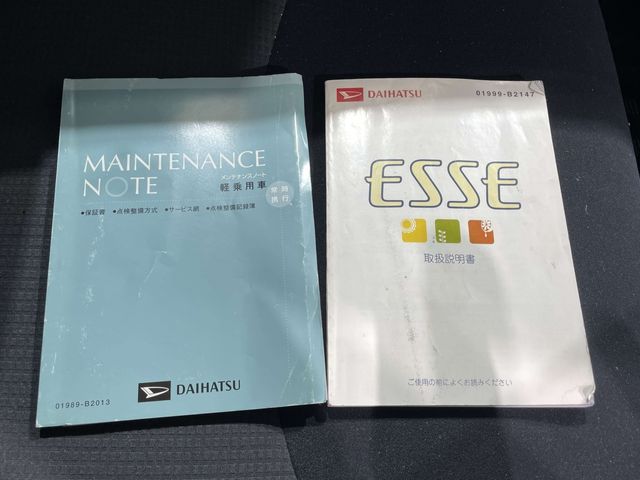 MAINTENANCE
NOTE
メンテナンスノート
軽乗用車
常時
携行
●保証書 ●点検整備方式 ●サービス網 ●点検整備記録簿
DAIHATSU
01989-B2013
DAIHATSU
01999-B2147
ESSE
取扱説明書
ご使用の前によくお読みください